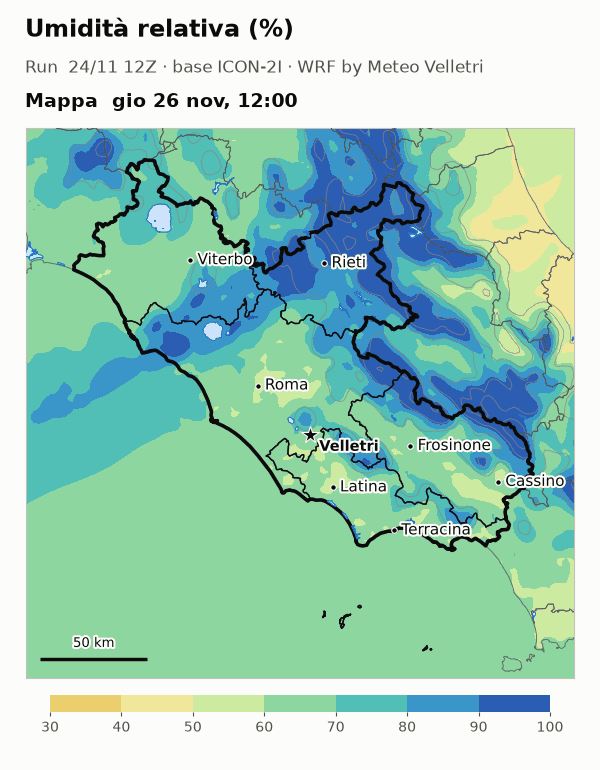 Umidità relativa (%)
Run  24/11 12Z · base ICON-2I · WRF by Meteo Velletri
Mappa  gio 26 nov, 12:00
Viterbo
Rieti
Roma
Velletri
Frosinone
Cassino
Latina
Terracina
50 km
30 40 50 60 70 80 90 100